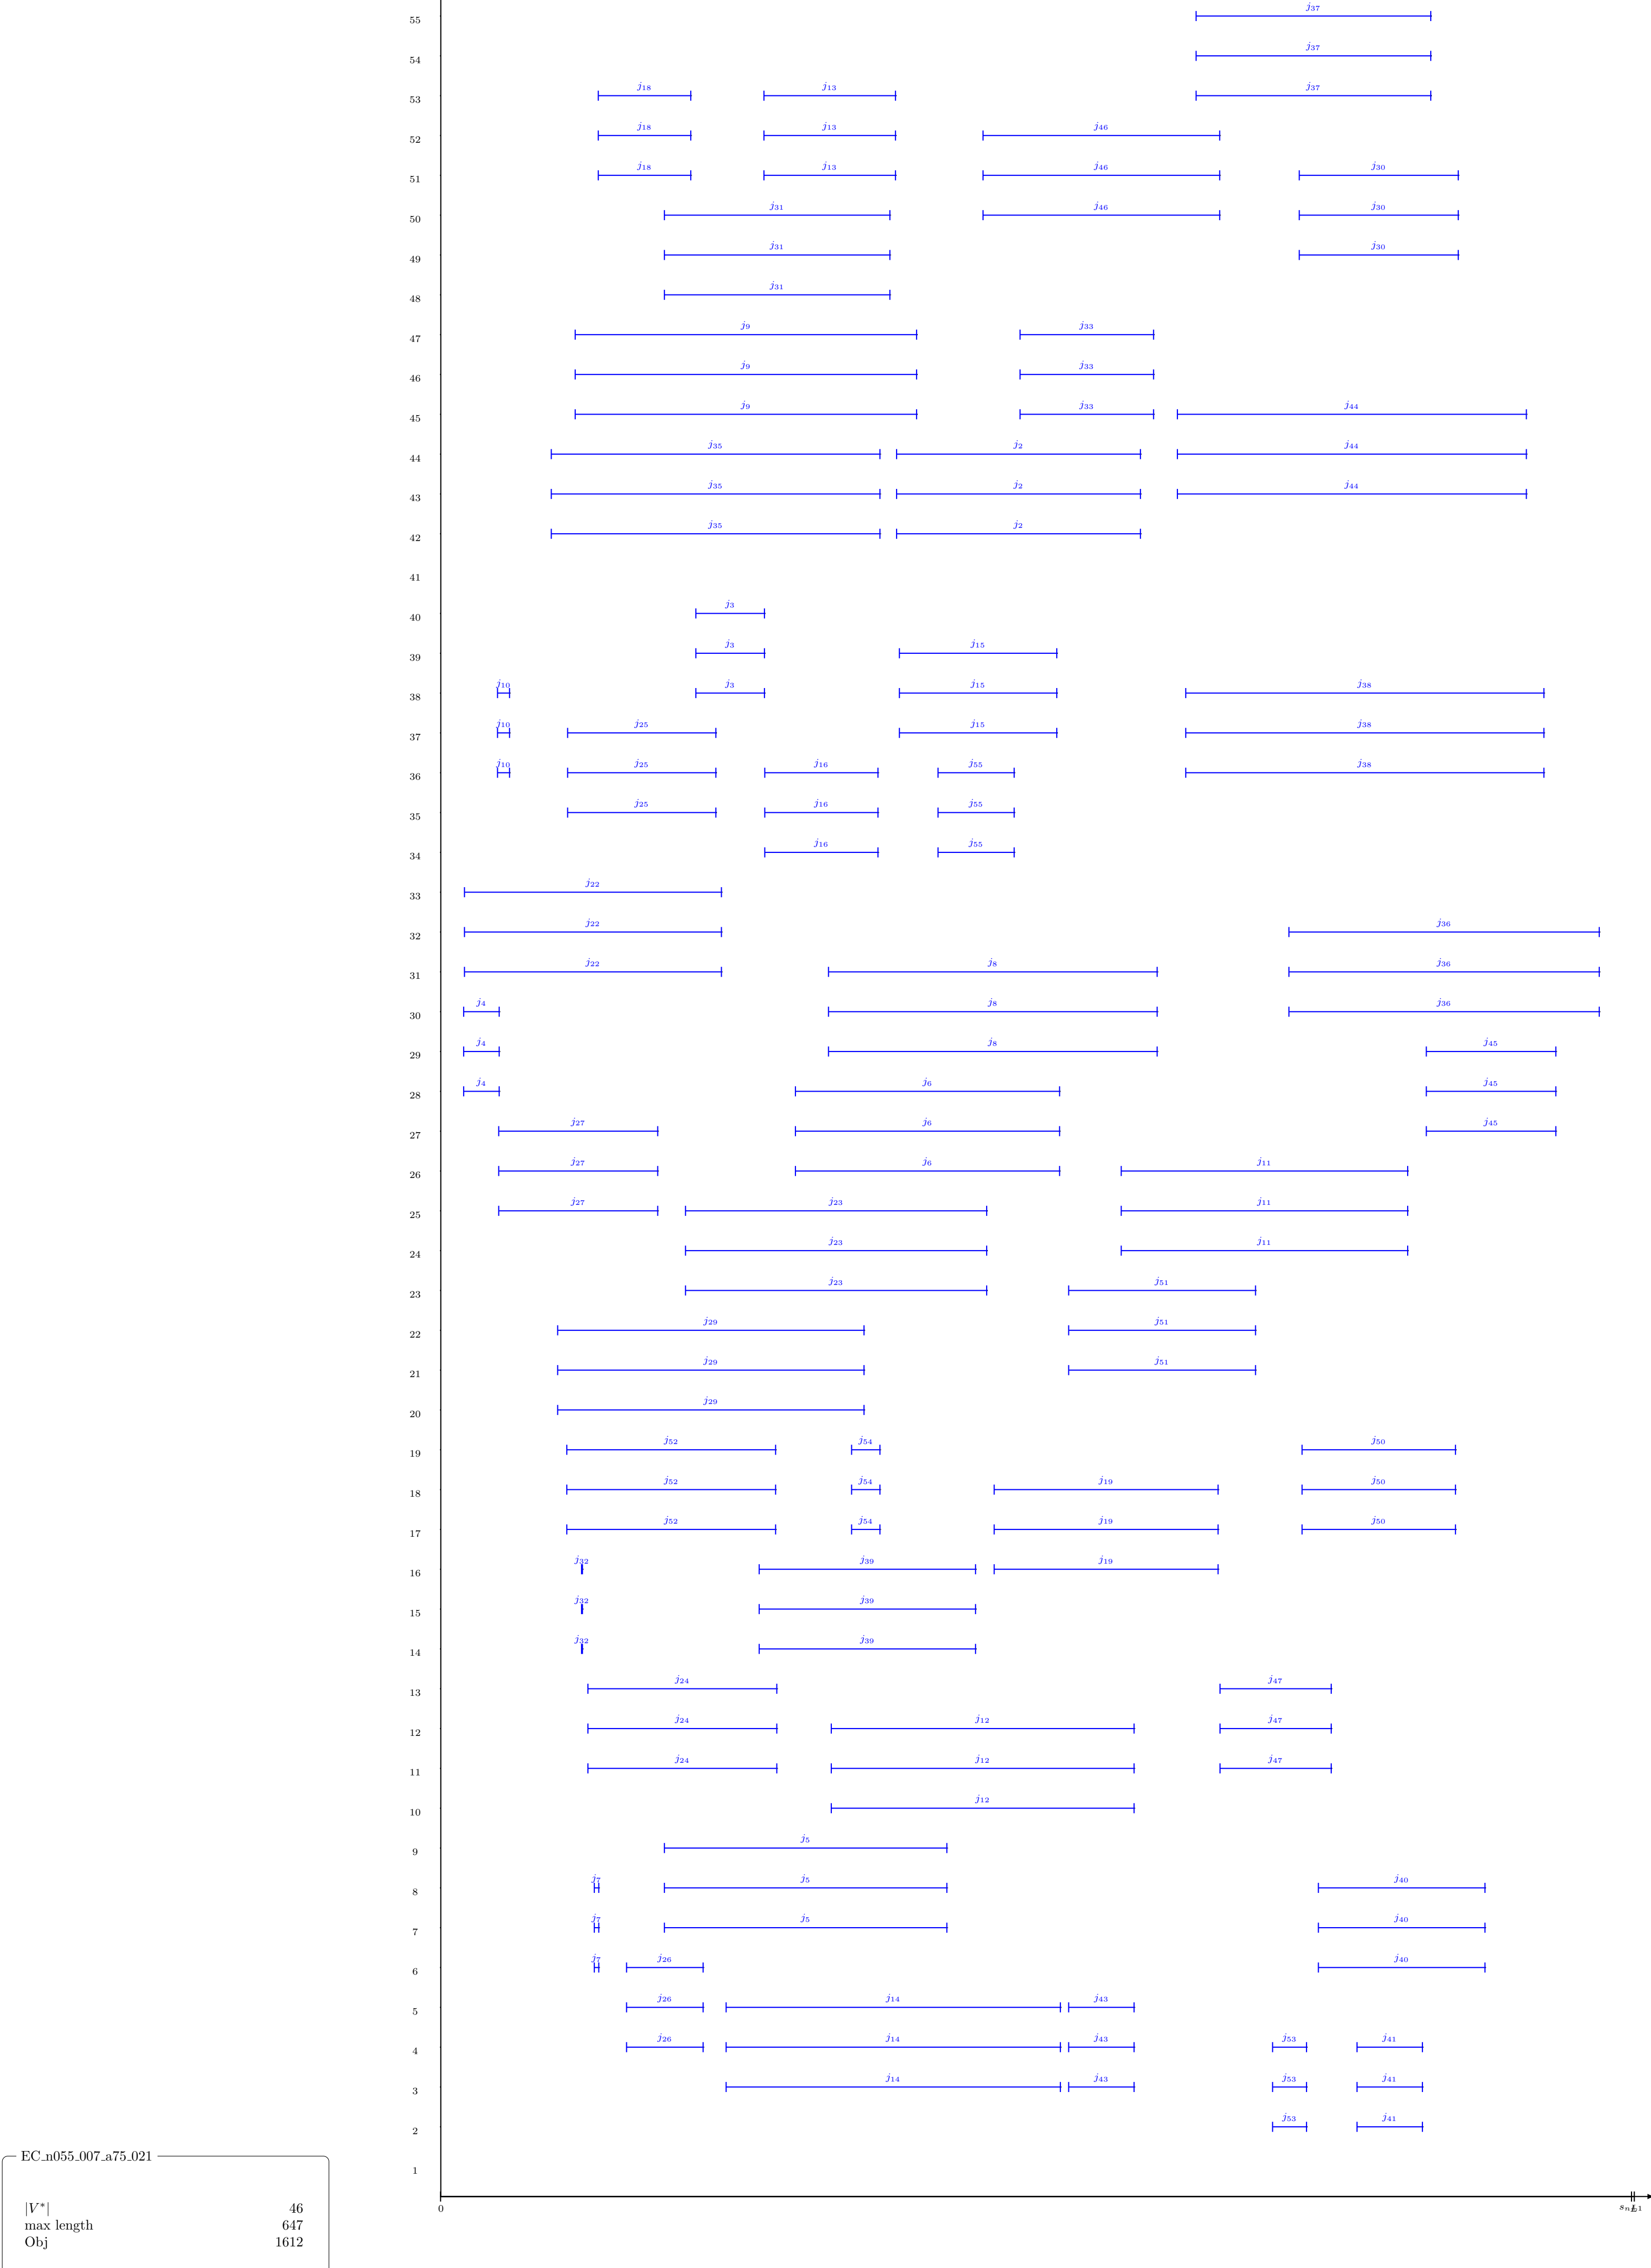 j37
55
j37
54
j18 j13 j37
53
j18 j13 j46
52
j18 j13 j46 j30
51
j31 j46 j30
50
j31 j30
49
j31
48
j9 j33
47
j9 j33
46
j9 j33 j44
45
j35 j2 j44
44
j35 j2 j44
43
j35 j2
42
41
j3
40
j3 j15
39
j10 j3 j15 j38
38
j10 j25 j15 j38
37
j10 j25 j16 j55 j38
36
j25 j16 j55
35
j16 j55
34
j22
33
j22 j36
32
j22 j8 j36
31
j4 j8 j36
30
j4 j8 j45
29
j4 j6 j45
28
j27 j6 j45
27
j27 j6 j11
26
j27 j23 j11
25
j23 j11
24
j23 j51
23
j29 j51
22
j29 j51
21
j29
20
j52 j54 j50
19
j52 j54 j19 j50
18
j52 j54 j19 j50
17
j32 j39 j19
16
j32 j39
15
j32 j39
14
j24 j47
13
j24 j12 j47
12
j24 j12 j47
11
j12
10
j5
9
j7 j5 j40
8
j7 j5 j40
7
j7 j26 j40
6
j26 j14 j43
5
j26 j14 j43 j53 j41
4
j14 j43 j53 j41
3
j53 j41
2
EC_n055_007_a75_021
1
|V*| 46
0
max length 647
Obj 1612